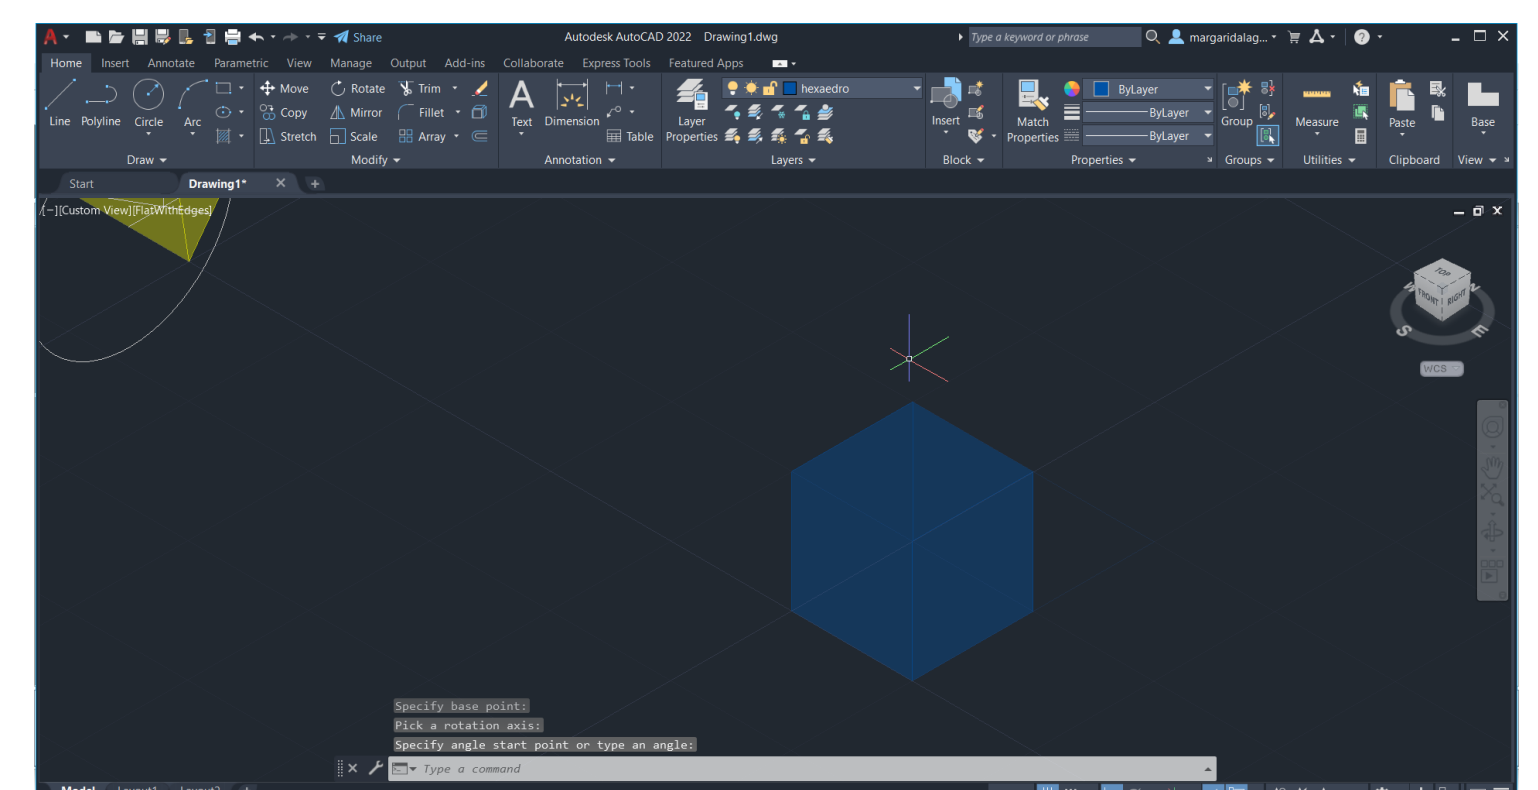 A Share Autodesk AutoCAD 2022 Drawing1.dwg Type a keyword or phrase margaridalag... ?
Home Insert Annotate Parametric View Manage Output Add-ins Collaborate Express Tools Featured Apps
Line Polyline Circle Arc
Draw
Move Rotate Trim
Copy Mirror Fillet
Stretch Scale Array
Modify
A Text Dimension Table
Annotation
Layer Properties hexaedro
Layers
Insert
Block
Match Properties ByLayer
ByLayer
ByLayer
Properties
Group
Groups
Measure
Utilities
Paste
Clipboard
Base
View
Start Drawing1* +
[−][Custom View][FlatWithEdges]
TOP
FRONT RIGHT
S E
WCS
Specify base point:
Pick a rotation axis:
Specify angle start point or type an angle:
Type a command
Model Layout1 Layout2 +